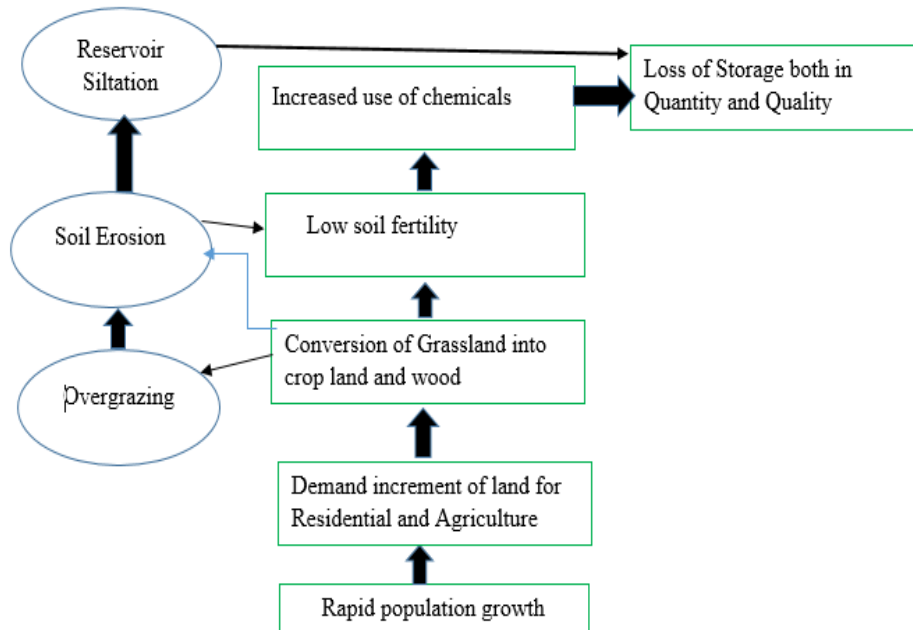 Reservoir
Siltation
Loss of Storage both in
Quantity and Quality
Increased use of chemicals
Soil Erosion
Low soil fertility
Conversion of Grassland into
crop land and wood
Overgrazing
Demand increment of land for
Residential and Agriculture
Rapid population growth